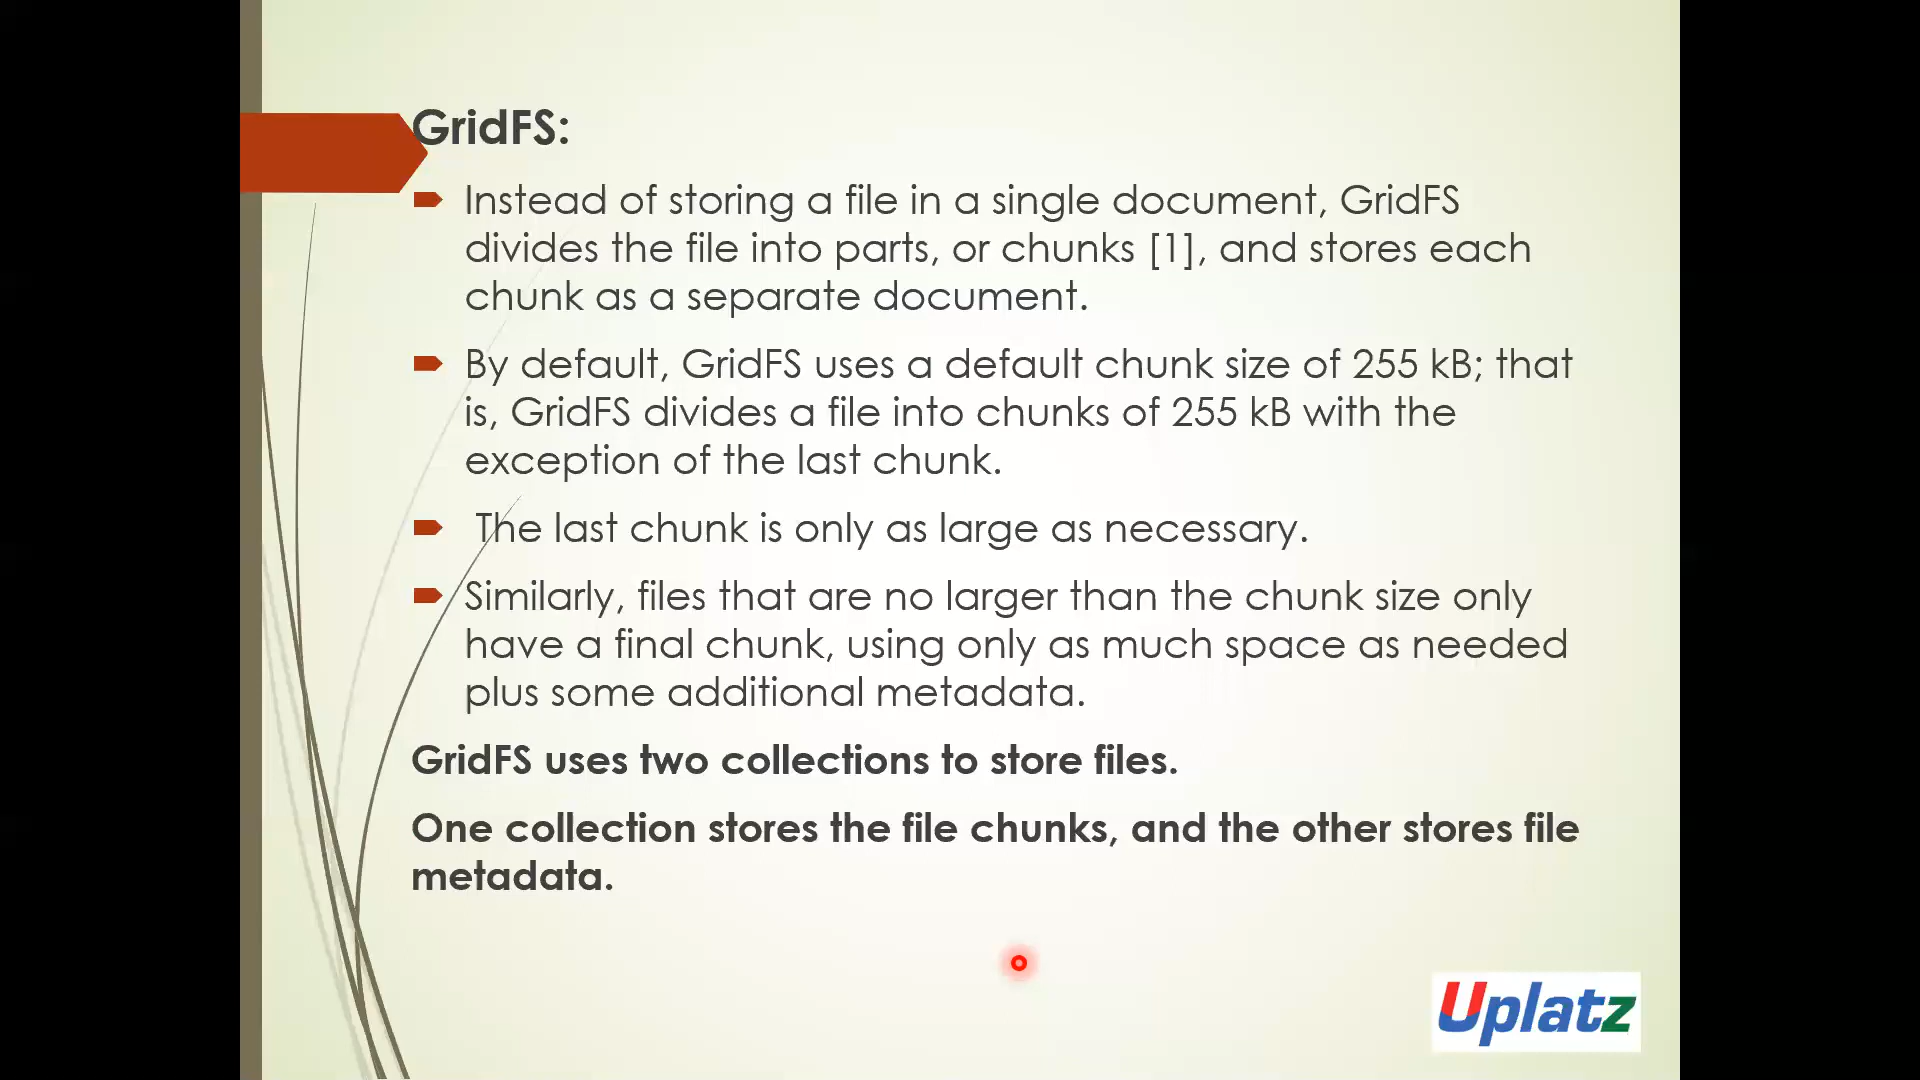 GridFS:
Instead of storing a file in a single document, GridFS
divides the file into parts, or chunks [1], and stores each
chunk as a separate document.
By default, GridFS uses a default chunk size of 255 kB; that
is, GridFS divides a file into chunks of 255 kB with the
exception of the last chunk.
The last chunk is only as large as necessary.
Similarly, files that are no larger than the chunk size only
have a final chunk, using only as much space as needed
plus some additional metadata.
GridFS uses two collections to store files.
One collection stores the file chunks, and the other stores file
metadata.
Uplatz